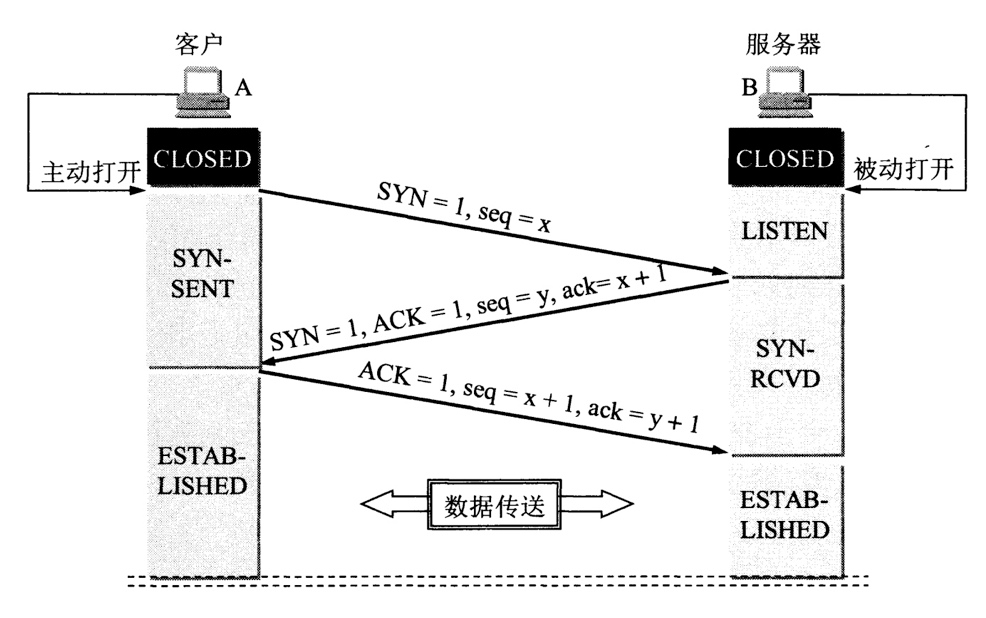 客户
服务器
A
B
CLOSED
CLOSED
主动打开
被动打开
SYN = 1, seq = x
LISTEN
SYN-
SENT
SYN = 1, ACK = 1, seq = y, ack= x + 1
SYN-
RCVD
ACK = 1, seq = x + 1, ack = y + 1
ESTAB-
LISHED
数据传送
ESTAB-
LISHED